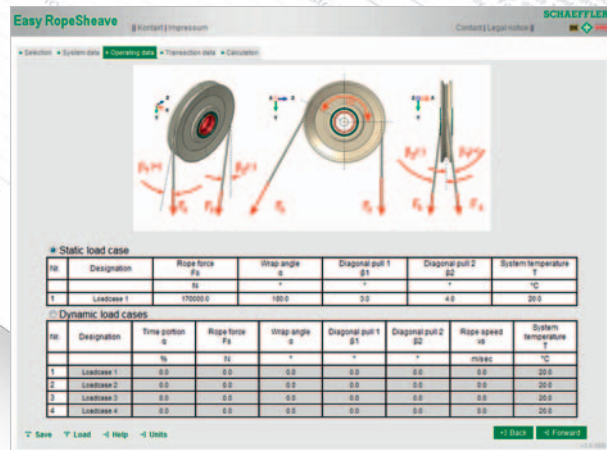 SCHAEFFLER
Easy RopeSheave
|| Kontakt | Impressum
Contact | Legal notice ||
Selection System data Operating data Transection data Calculation
Static load case
Nr. Designation Rope force Fs Wrap angle α Diagonal pull 1 β1 Diagonal pull 2 β2 System temperature T
N ° ° ° °C
1 Loadcase 1 170000.0 180.0 3.0 4.0 20.0
Dynamic load cases
Nr. Designation Time portion q Rope force Fs Wrap angle α Diagonal pull 1 β1 Diagonal pull 2 β2 Rope speed vs System temperature T
% N ° ° ° m/sec °C
1 Loadcase 1 0.0 0.0 0.0 0.0 0.0 0.0 20.0
2 Loadcase 2 0.0 0.0 0.0 0.0 0.0 0.0 20.0
3 Loadcase 3 0.0 0.0 0.0 0.0 0.0 0.0 20.0
4 Loadcase 4 0.0 0.0 0.0 0.0 0.0 0.0 20.0
Save Load Help Units Back Forward